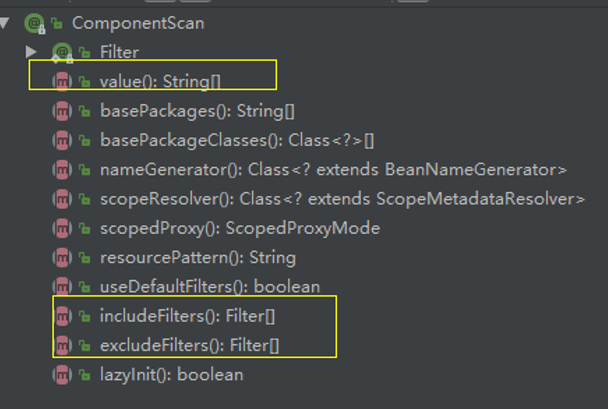 ComponentScan
Filter
value(): String[]
basePackages(): String[]
basePackageClasses(): Class<?>[]
nameGenerator(): Class<? extends BeanNameGenerator>
scopeResolver(): Class<? extends ScopeMetadataResolver>
scopedProxy(): ScopedProxyMode
resourcePattern(): String
useDefaultFilters(): boolean
includeFilters(): Filter[]
excludeFilters(): Filter[]
lazyInit(): boolean